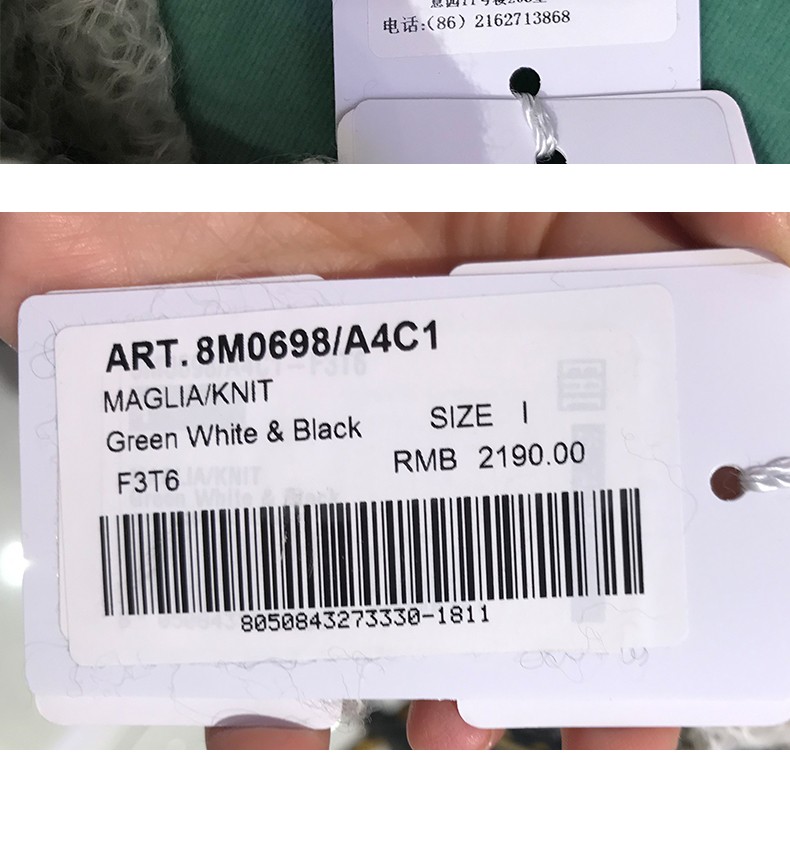 电话:(86) 2162713868
ART. 8M0698/A4C1
MAGLIA/KNIT
Green White & Black SIZE I
F3T6 RMB 2190.00
8050843273330-1811